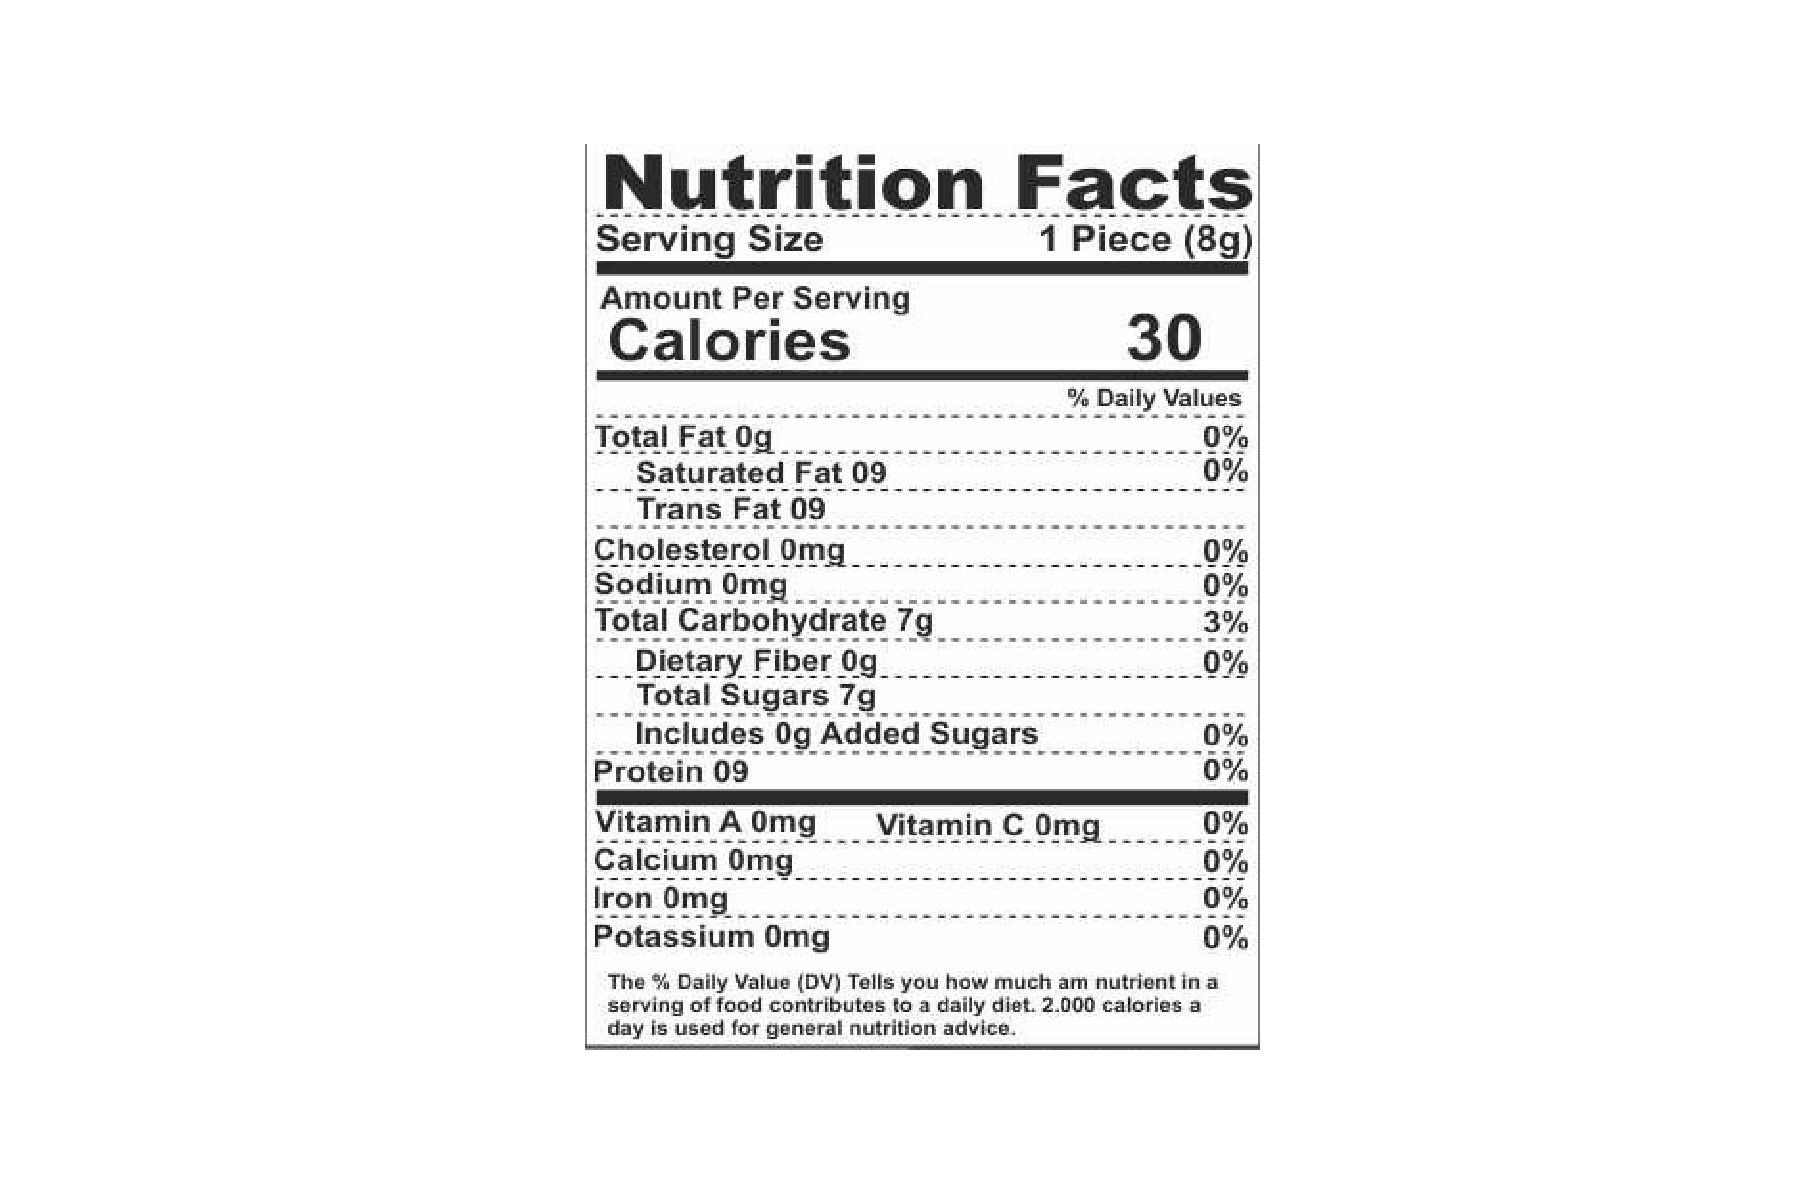 Nutrition Facts
Serving Size 1 Piece (8g)
Amount Per Serving
Calories 30
% Daily Values
Total Fat 0g 0%
Saturated Fat 09 0%
Trans Fat 09
Cholesterol 0mg 0%
Sodium 0mg 0%
Total Carbohydrate 7g 3%
Dietary Fiber 0g 0%
Total Sugars 7g
Includes 0g Added Sugars 0%
Protein 09 0%
Vitamin A 0mg Vitamin C 0mg 0%
Calcium 0mg 0%
Iron 0mg 0%
Potassium 0mg 0%
The % Daily Value (DV) Tells you how much am nutrient in a
serving of food contributes to a daily diet. 2.000 calories a
day is used for general nutrition advice.